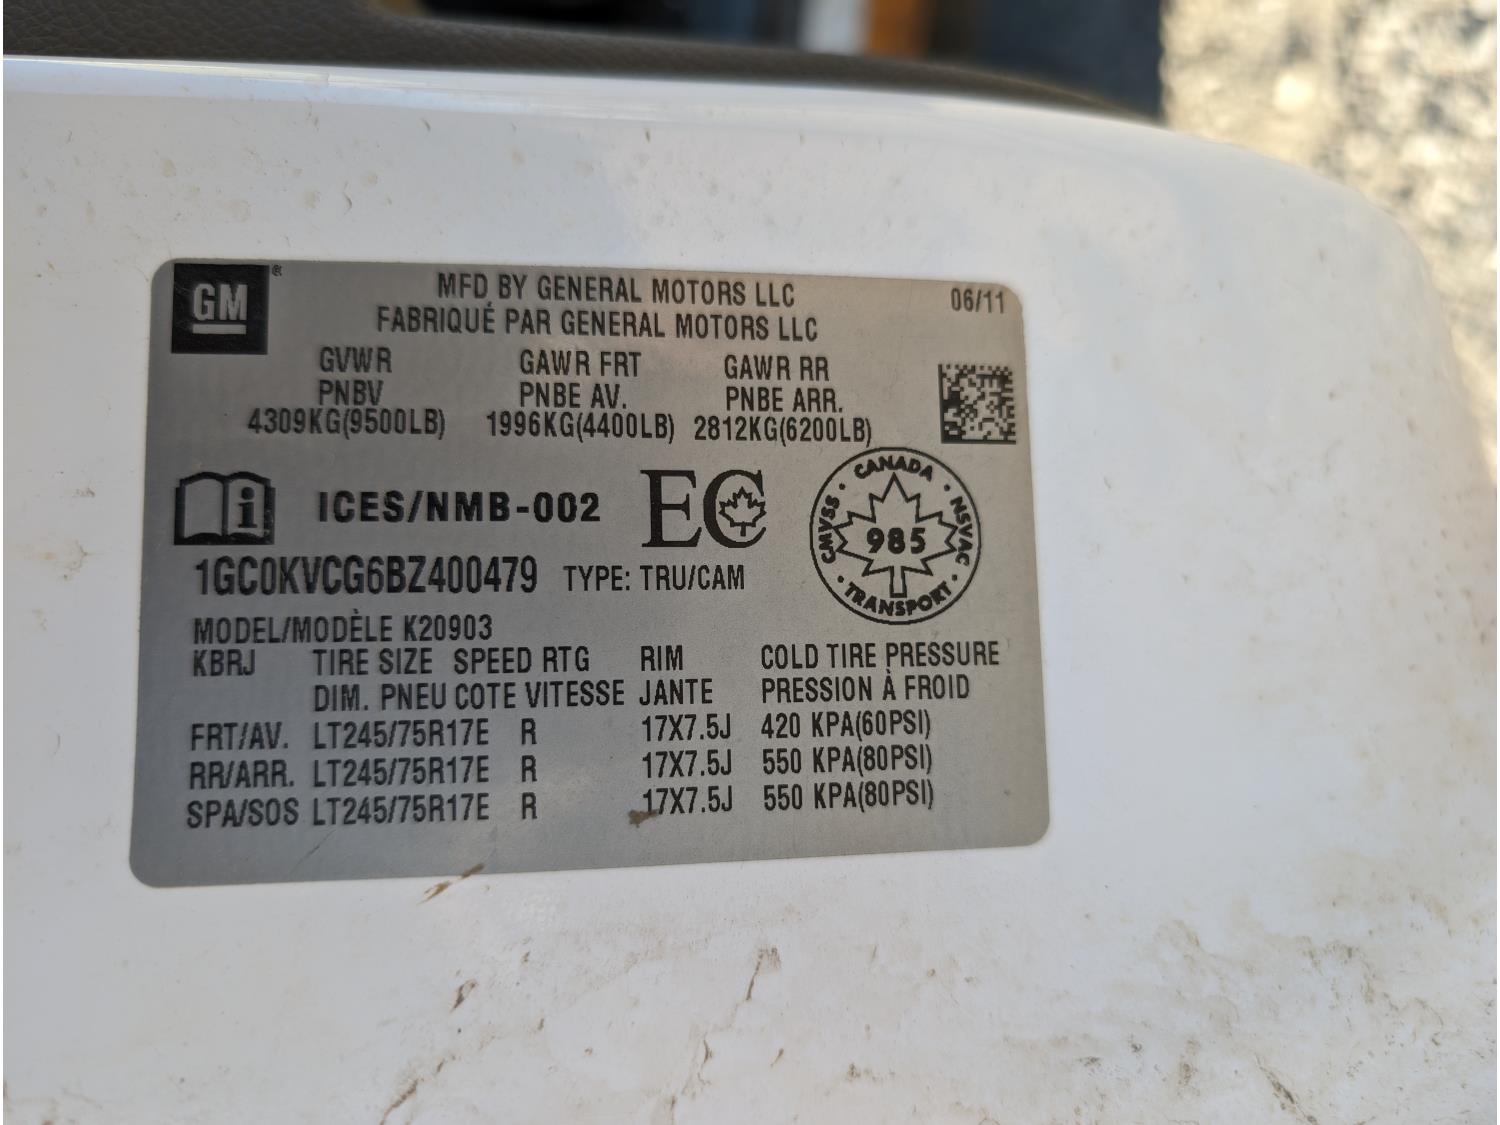 GM®
MFD BY GENERAL MOTORS LLC 06/11
FABRIQUÉ PAR GENERAL MOTORS LLC
GVWR GAWR FRT GAWR RR
PNBV PNBE AV. PNBE ARR.
4309KG(9500LB) 1996KG(4400LB) 2812KG(6200LB)
i ICES/NMB-002 EC
CANADA · NSVAC · TRANSPORT · CMVSS ·
985
1GC0KVCG6BZ400479 TYPE: TRU/CAM
MODEL/MODÈLE K20903
KBRJ TIRE SIZE SPEED RTG RIM COLD TIRE PRESSURE
DIM. PNEU COTE VITESSE JANTE PRESSION À FROID
FRT/AV. LT245/75R17E R 17X7.5J 420 KPA(60PSI)
RR/ARR. LT245/75R17E R 17X7.5J 550 KPA(80PSI)
SPA/SOS LT245/75R17E R 17X7.5J 550 KPA(80PSI)